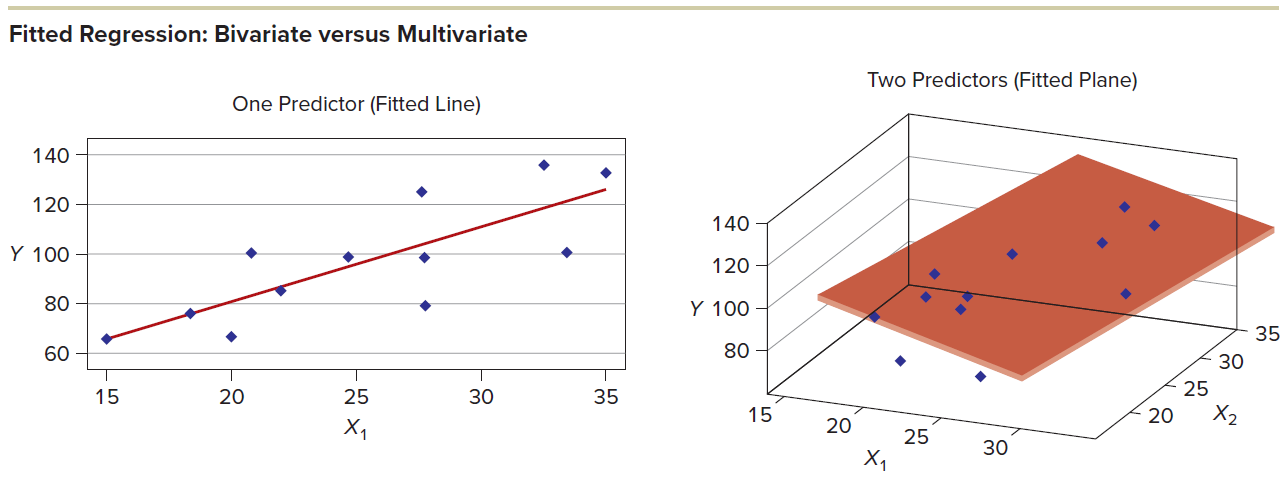 Fitted Regression: Bivariate versus Multivariate
One Predictor (Fitted Line)
140
120
Y 100
80
60
15 20 25 30 35
X₁
Two Predictors (Fitted Plane)
140
120
Y 100
80
15
20
25
30
X₁
20
25
30
35
X₂